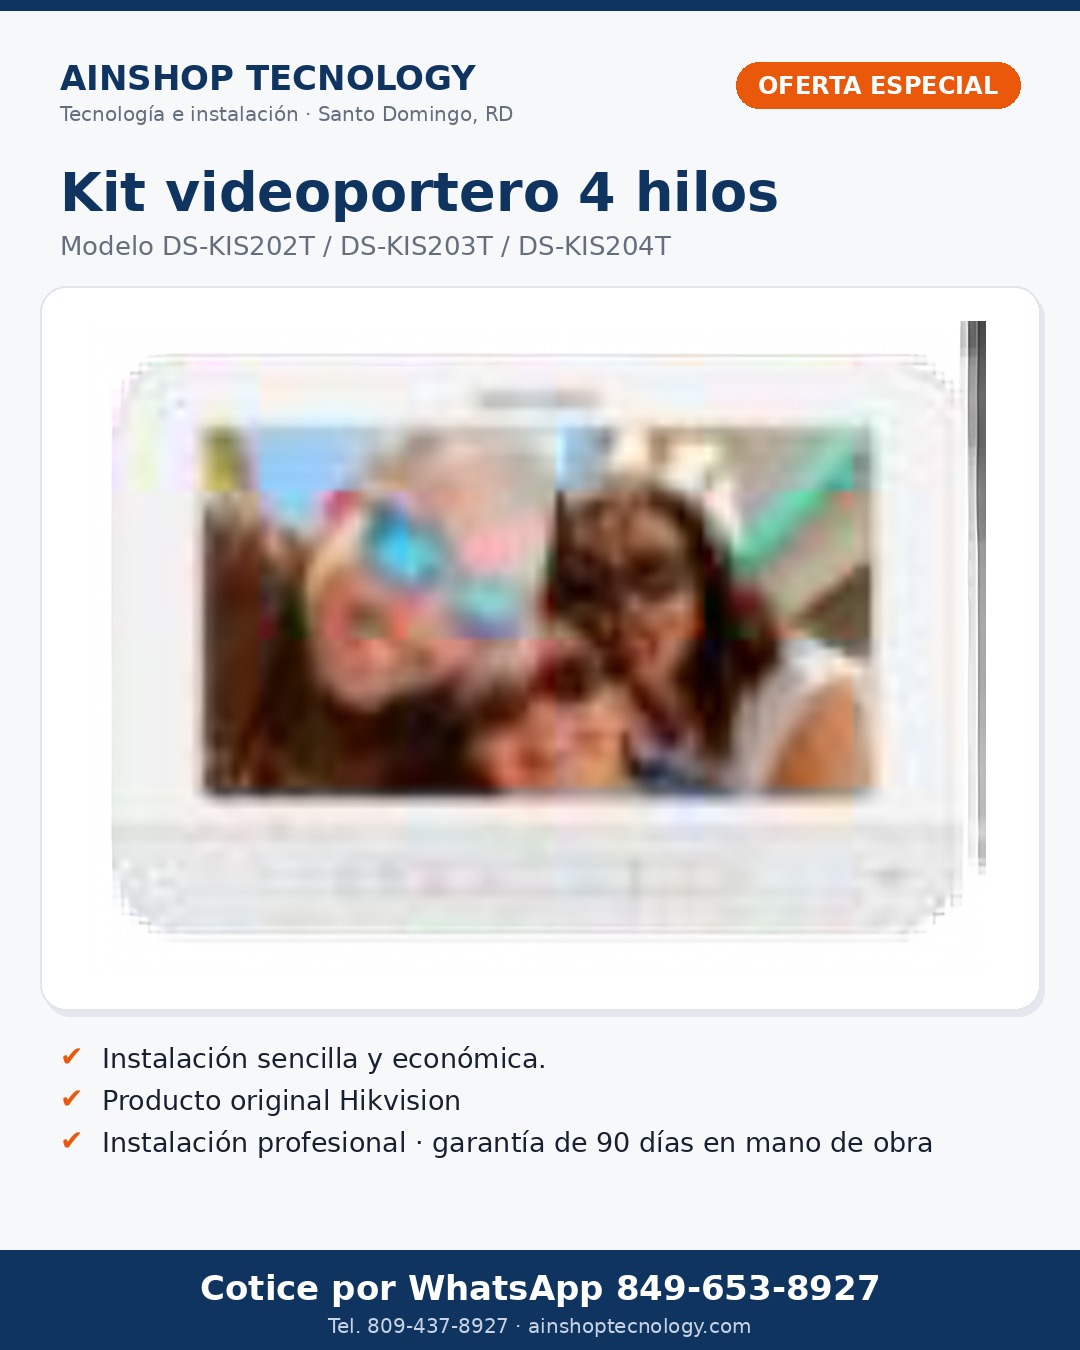 AINSHOP TECNOLOGY
OFERTA ESPECIAL
Tecnología e instalación · Santo Domingo, RD
Kit videoportero 4 hilos
Modelo DS-KIS202T / DS-KIS203T / DS-KIS204T
✔ Instalación sencilla y económica.
✔ Producto original Hikvision
✔ Instalación profesional · garantía de 90 días en mano de obra
Cotice por WhatsApp 849-653-8927
Tel. 809-437-8927 · ainshoptecnology.com